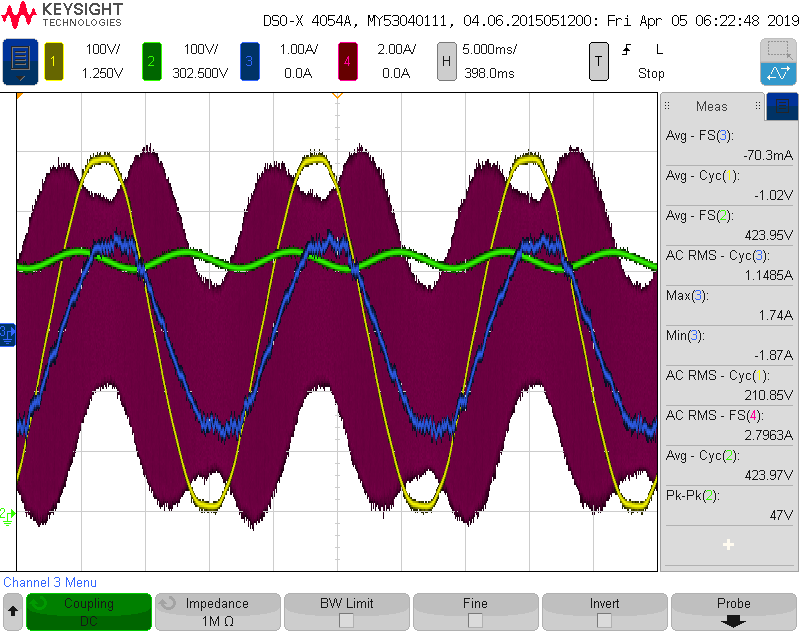 KEYSIGHT
TECHNOLOGIES
DSO-X 4054A, MY53040111, 04.06.2015051200: Fri Apr 05 06:22:48 2019
1 100V/ 2 100V/ 3 1.00A/ 4 2.00A/ H 5.000ms/ T L
1.250V 302.500V 0.0A 0.0A 398.0ms Stop
Meas
Avg - FS(3):
-70.3mA
Avg - Cyc( ):
-1.02V
Avg - FS(2):
423.95V
AC RMS - Cyc(3):
1.1485A
Max(3):
1.74A
Min(3):
-1.87A
AC RMS - Cyc( ):
210.85V
AC RMS - FS(4):
2.7963A
Avg - Cyc(2):
423.97V
Pk-Pk(2):
47V
3
2
Channel 3 Menu
Coupling Impedance BW Limit Fine Invert Probe
DC 1M Ω